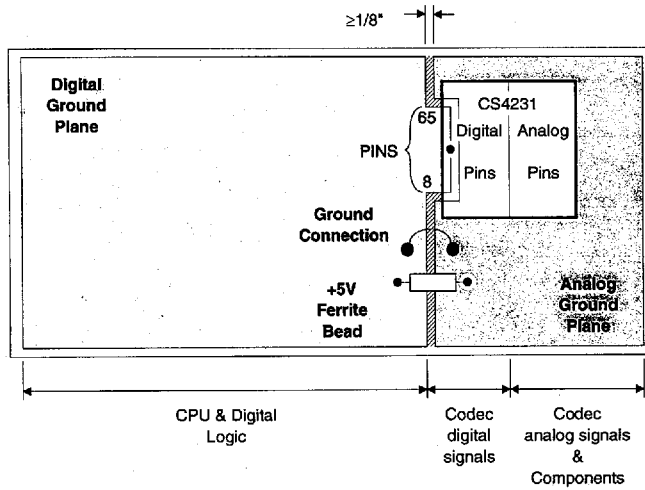 ≥1/8"
Digital
Ground
Plane
CS4231
65
Digital
Analog
PINS
8
Pins
Pins
Ground
Connection
+5V
Ferrite
Bead
Analog
Ground
Plane
CPU & Digital
Logic
Codec
digital
signals
Codec
analog signals
&
Components